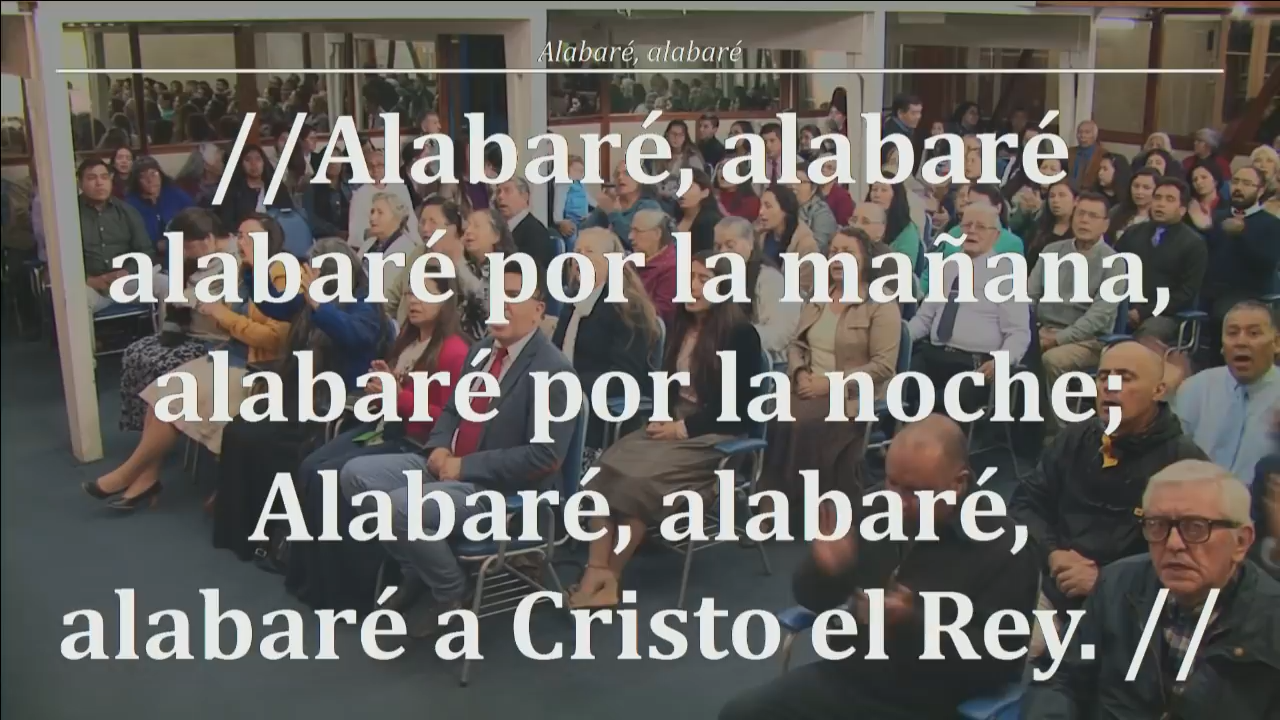 Alabaré, alabaré
//Alabaré, alabaré
alabaré por la mañana,
alabaré por la noche;
Alabaré, alabaré,
alabaré a Cristo el Rey. //